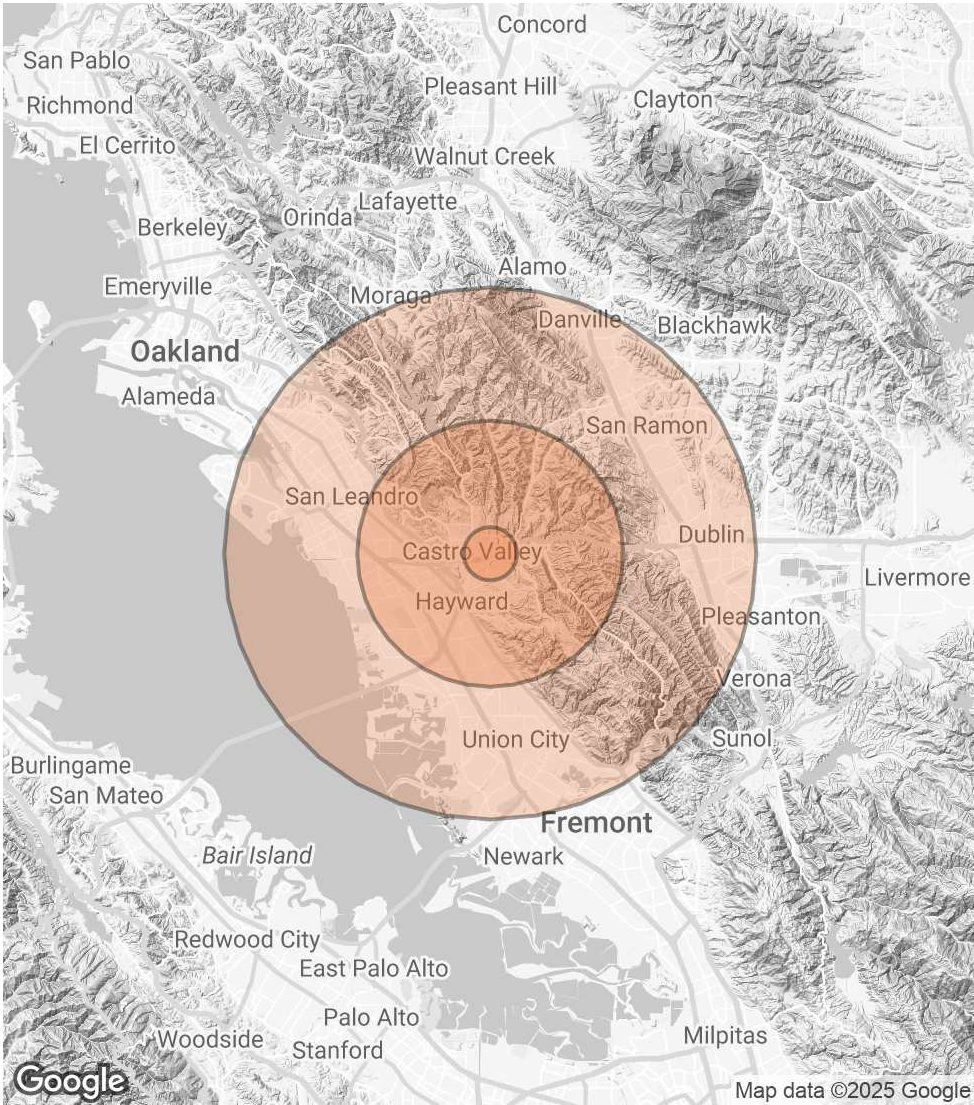 Concord
San Pablo
Pleasant Hill
Clayton
Richmond
El Cerrito
Walnut Creek
Lafayette
Orinda
Berkeley
Alamo
Emeryville
Moraga
Danville
Blackhawk
Oakland
Alameda
San Ramon
San Leandro
Dublin
Castro Valley
Livermore
Hayward
Pleasanton
Verona
Union City
Sunol
Burlingame
San Mateo
Fremont
Bair Island
Newark
Redwood City
East Palo Alto
Palo Alto
Woodside
Milpitas
Stanford
Google
Map data ©2025 Google